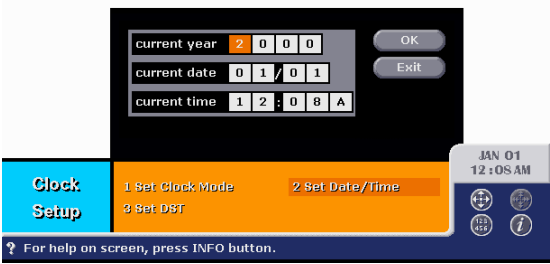 current year 2 0 0 0 OK
current date 0 1 / 0 1 Exit
current time 1 2 : 0 8 A
JAN 01
12:08 AM
Clock
Setup
1 Set Clock Mode 2 Set Date/Time
3 Set DST
123
456
i
? For help on screen, press INFO button.